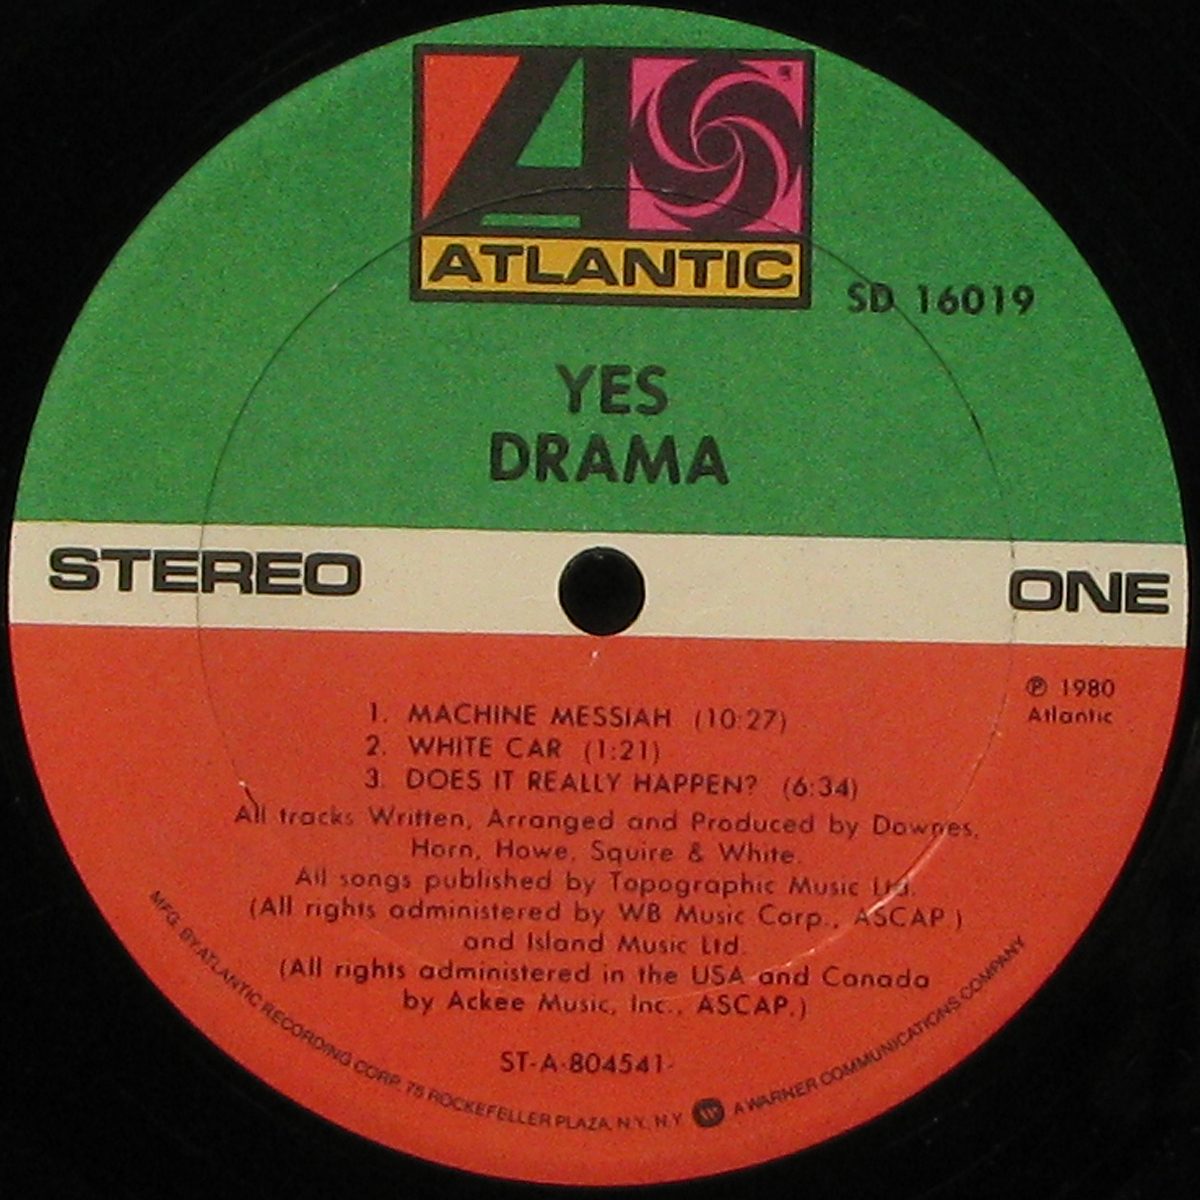 ATLANTIC
SD 16019
YES
DRAMA
STEREO
ONE
℗ 1980
Atlantic
1. MACHINE MESSIAH (10:27)
2. WHITE CAR (1:21)
3. DOES IT REALLY HAPPEN? (6:34)
All tracks Written, Arranged and Produced by Downes,
Horn, Howe, Squire & White.
All songs published by Topographic Music Ltd.
(All rights administered by WB Music Corp., ASCAP.)
and Island Music Ltd.
(All rights administered in the USA and Canada
by Ackee Music, Inc., ASCAP.)
ST-A-804541-
MFG. BY ATLANTIC RECORDING CORP. 75 ROCKEFELLER PLAZA, N.Y., N.Y. A WARNER COMMUNICATIONS COMPANY